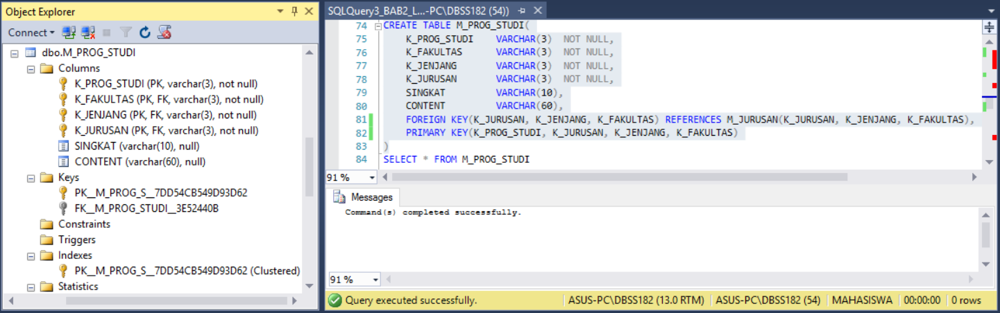 Object Explorer
Connect
dbo.M_PROG_STUDI
Columns
K_PROG_STUDI (PK, varchar(3), not null)
K_FAKULTAS (PK, FK, varchar(3), not null)
K_JENJANG (PK, FK, varchar(3), not null)
K_JURUSAN (PK, FK, varchar(3), not null)
SINGKAT (varchar(10), null)
CONTENT (varchar(60), null)
Keys
PK__M_PROG_S__7DD54CB549D93D62
FK__M_PROG_STUDI__3E52440B
Constraints
Triggers
Indexes
PK__M_PROG_S__7DD54CB549D93D62 (Clustered)
Statistics
SQLQuery3_BAB2_L...-PC\DBSS182 (54))
74 CREATE TABLE M_PROG_STUDI(
75 K_PROG_STUDI VARCHAR(3) NOT NULL,
76 K_FAKULTAS VARCHAR(3) NOT NULL,
77 K_JENJANG VARCHAR(3) NOT NULL,
78 K_JURUSAN VARCHAR(3) NOT NULL,
79 SINGKAT VARCHAR(10),
80 CONTENT VARCHAR(60),
81 FOREIGN KEY(K_JURUSAN, K_JENJANG, K_FAKULTAS) REFERENCES M_JURUSAN(K_JURUSAN, K_JENJANG, K_FAKULTAS),
82 PRIMARY KEY(K_PROG_STUDI, K_JURUSAN, K_JENJANG, K_FAKULTAS)
83 )
84 SELECT * FROM M_PROG_STUDI
91 %
Messages
Command(s) completed successfully.
91 %
Query executed successfully. ASUS-PC\DBSS182 (13.0 RTM) ASUS-PC\DBSS182 (54) MAHASISWA 00:00:00 0 rows